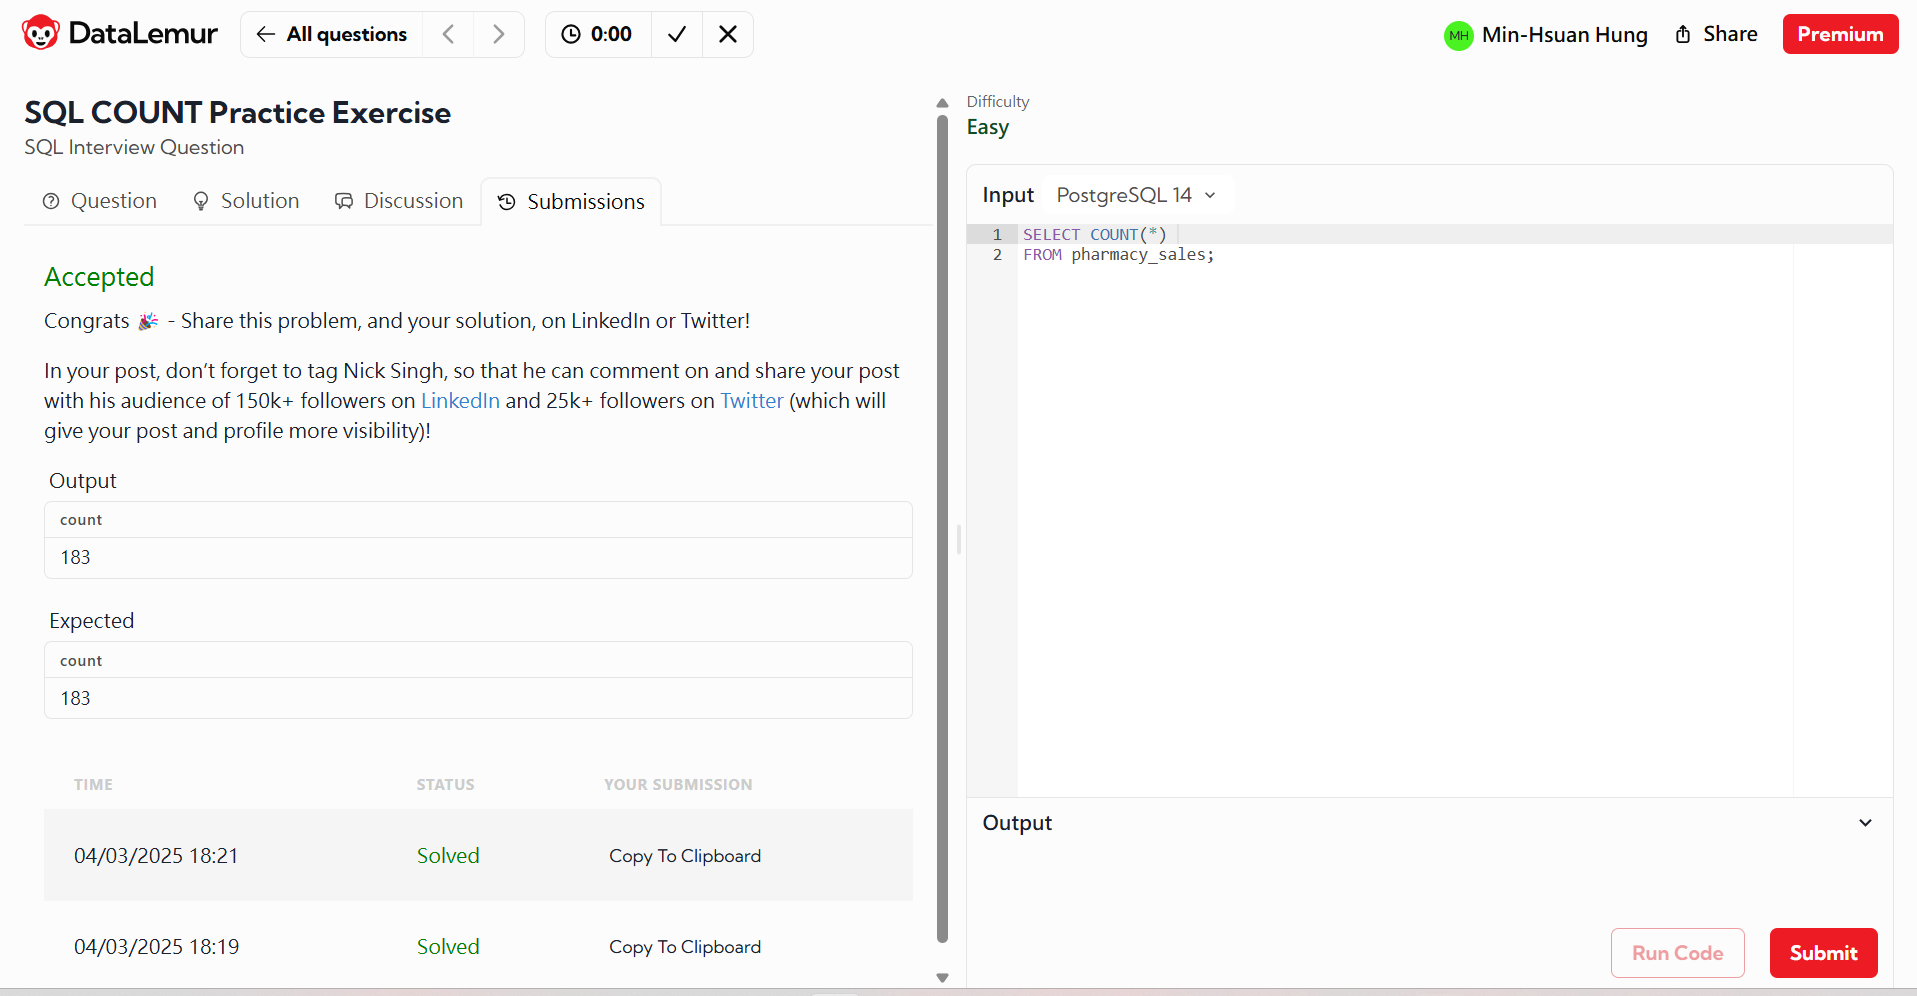 DataLemur
All questions
0:00
MH
Min-Hsuan Hung
Share
Premium
SQL COUNT Practice Exercise
SQL Interview Question
Question
Solution
Discussion
Submissions
Accepted
Congrats 🎉 - Share this problem, and your solution, on LinkedIn or Twitter!
In your post, don’t forget to tag Nick Singh, so that he can comment on and share your post
with his audience of 150k+ followers on LinkedIn and 25k+ followers on Twitter (which will
give your post and profile more visibility)!
Output
count
183
Expected
count
183
TIME STATUS YOUR SUBMISSION
04/03/2025 18:21 Solved Copy To Clipboard
04/03/2025 18:19 Solved Copy To Clipboard
Difficulty
Easy
Input PostgreSQL 14
1 SELECT COUNT(*)
2 FROM pharmacy_sales;
Output
Run Code
Submit